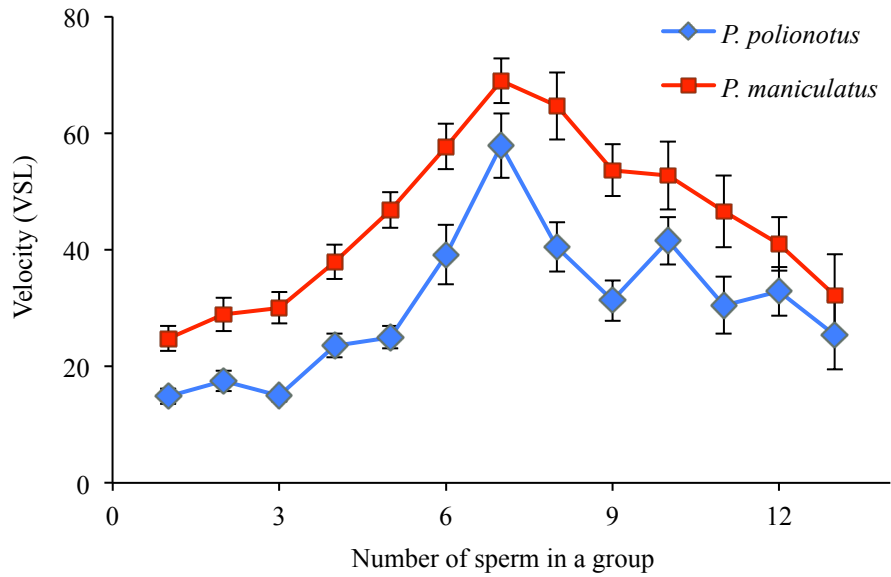 80
60
40
20
0
0 3 6 9 12
Velocity (VSL)
Number of sperm in a group
P. polionotus
P. maniculatus